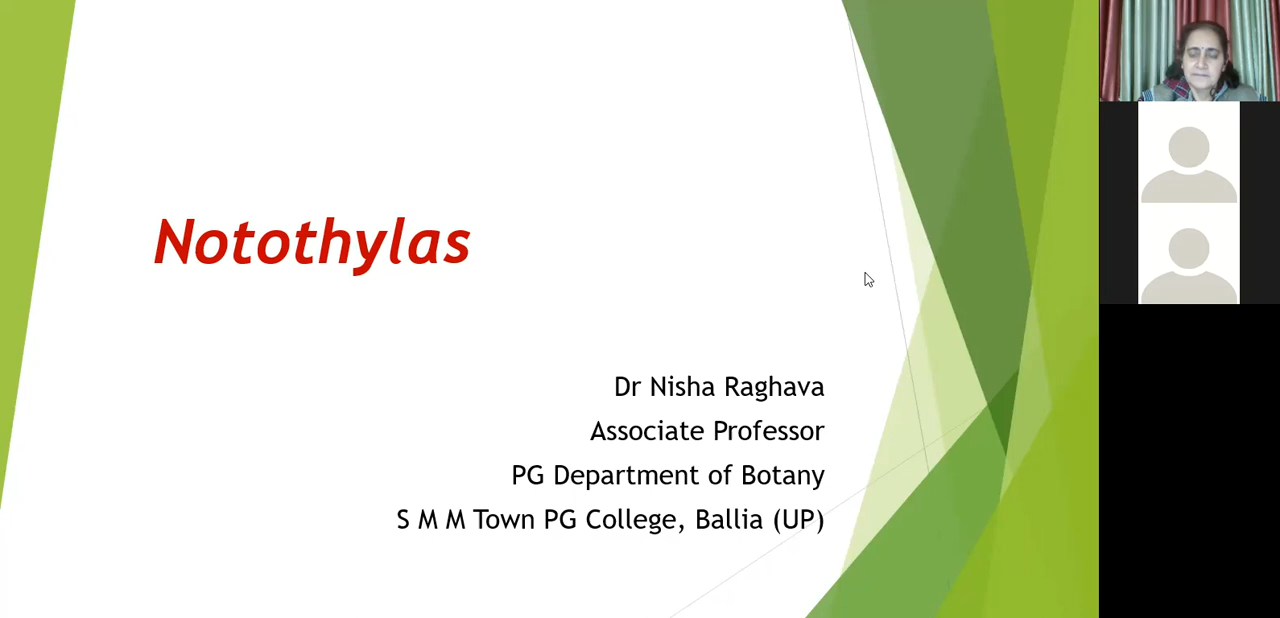 Notothylas
Dr Nisha Raghava
Associate Professor
PG Department of Botany
S M M Town PG College, Ballia (UP)